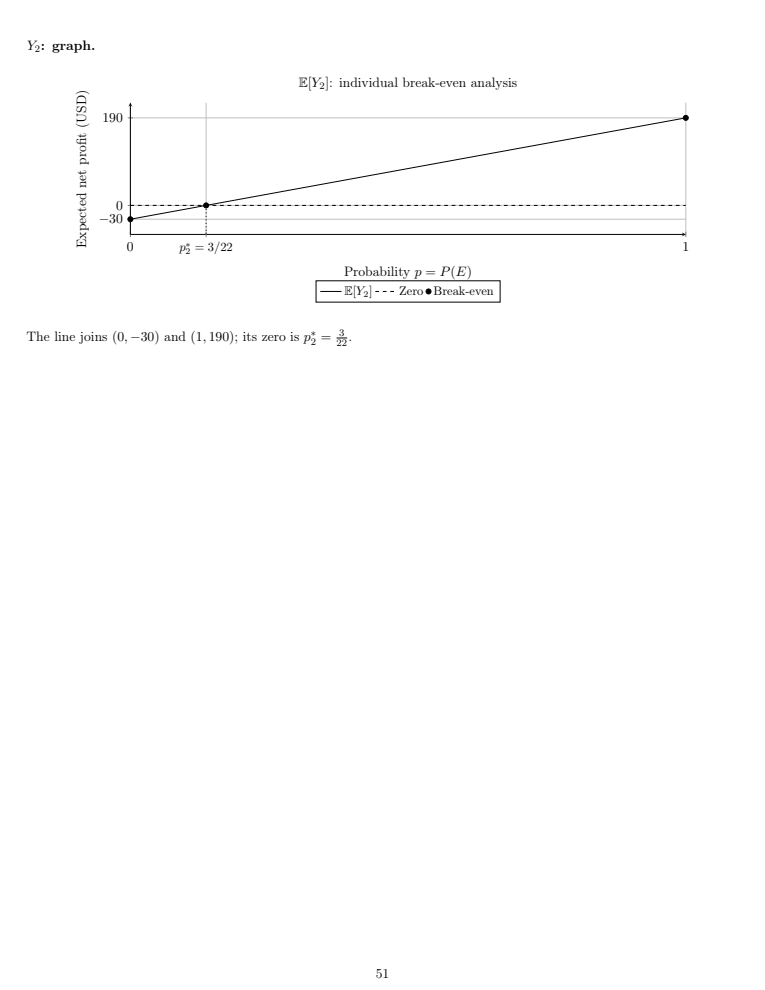 Y₂: graph.
𝔼[Y₂]: individual break-even analysis
Expected net profit (USD)
190
0
−30
0
p₂* = 3/22
1
Probability p = P(E)
𝔼[Y₂] Zero Break-even
The line joins (0, −30) and (1, 190); its zero is p₂* = 3/22.
51